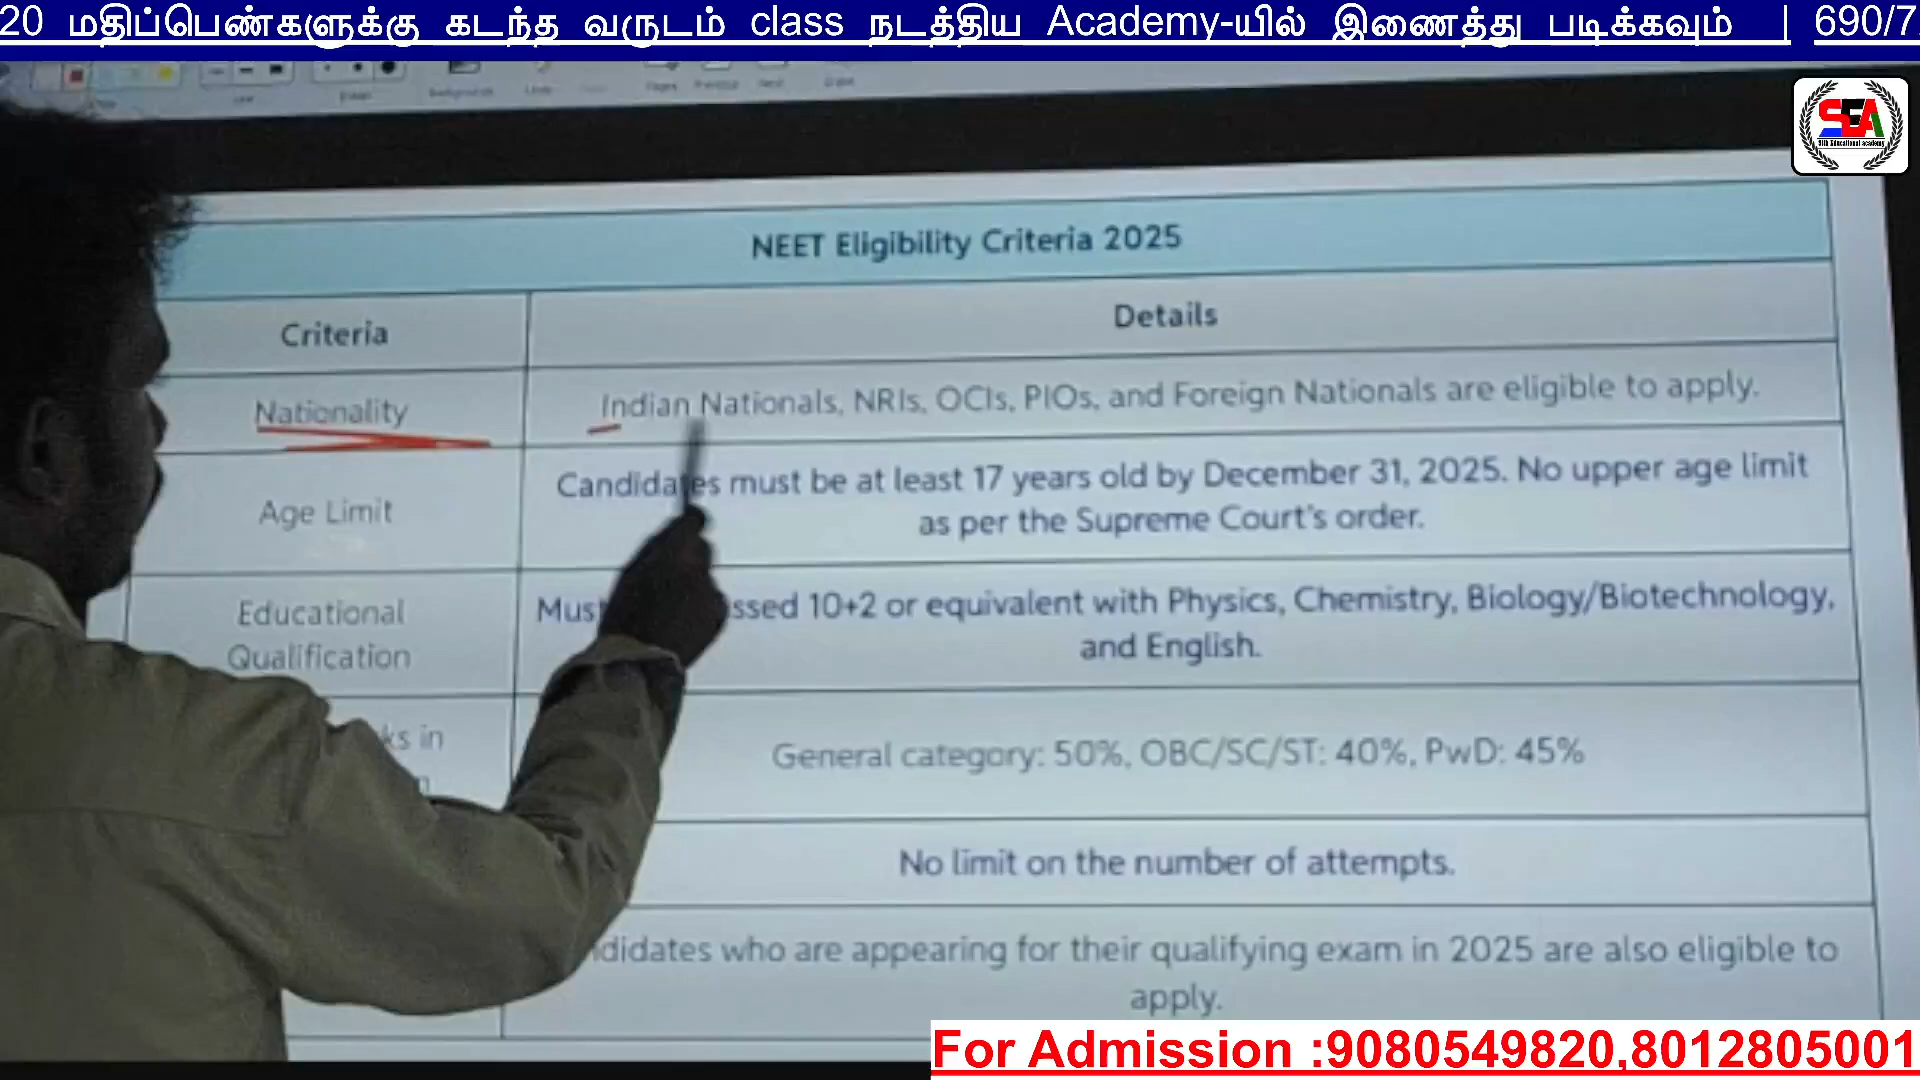 20 மதிப்பெண்களுக்கு கடந்த வருடம் class நடத்திய Academy-யில் இணைத்து படிக்கவும் | 690/7
SEA
NEET Eligibility Criteria 2025
Criteria
Details
Nationality
Indian Nationals, NRIs, OCIs, PIOs, and Foreign Nationals are eligible to apply.
Age Limit
Candidates must be at least 17 years old by December 31, 2025. No upper age limit
as per the Supreme Court's order.
Educational
Qualification
Must ssed 10+2 or equivalent with Physics, Chemistry, Biology/Biotechnology,
and English.
ks in
General category: 50%, OBC/SC/ST: 40%, PwD: 45%
No limit on the number of attempts.
didates who are appearing for their qualifying exam in 2025 are also eligible to
apply.
For Admission :9080549820,8012805001